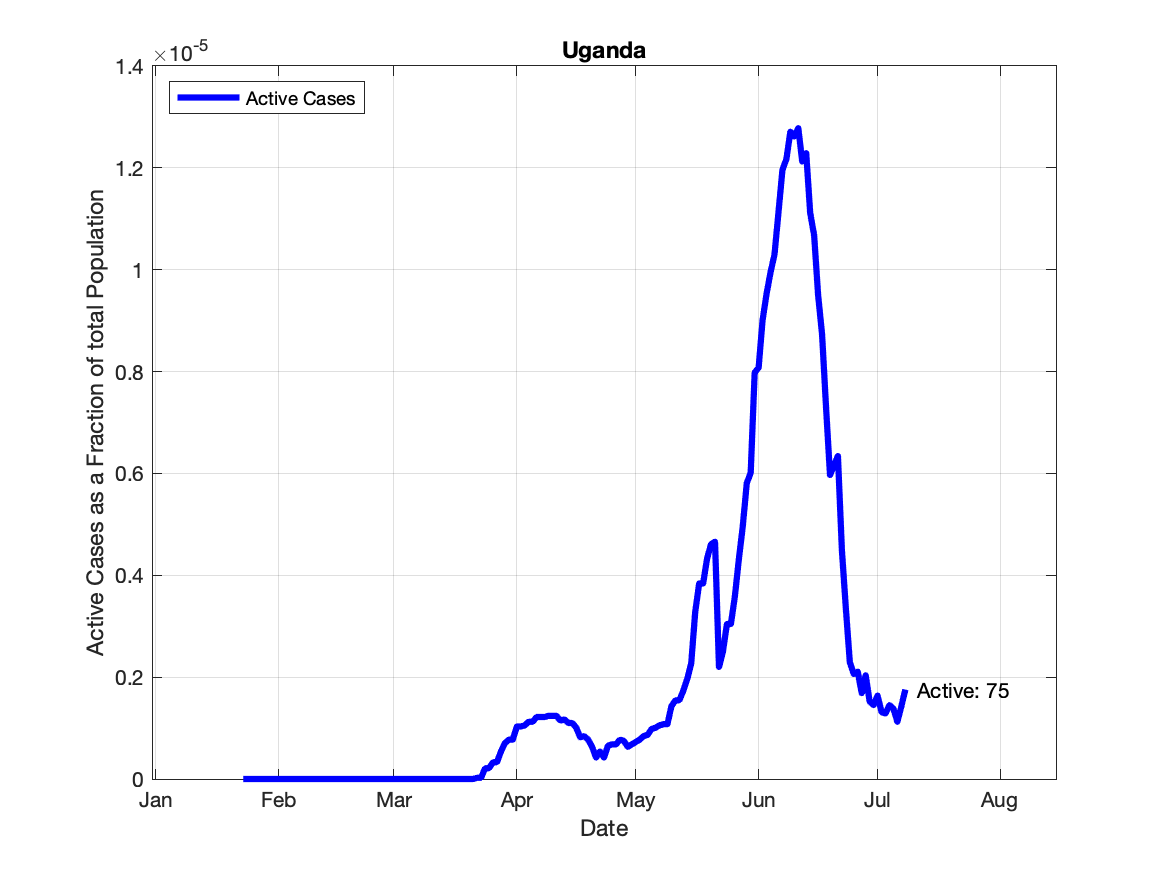 Uganda
×10-5
Active Cases
1.4
1.2
1
0.8
0.6
0.4
0.2
0
Active Cases as a Fraction of total Population
Active: 75
Jan Feb Mar Apr May Jun Jul Aug
Date